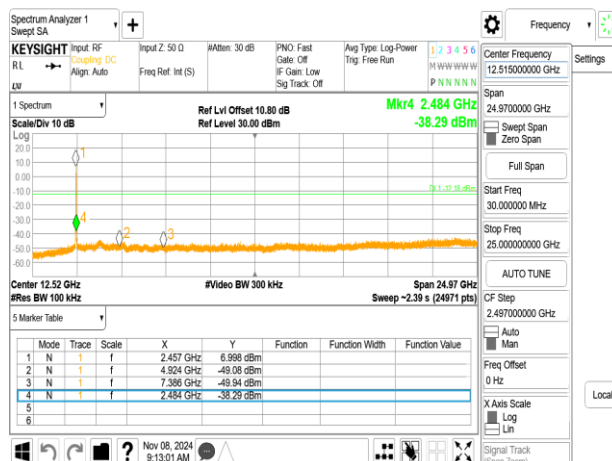 Spectrum Analyzer 1
Swept SA
+
Frequency
KEYSIGHT
Input: RF
Coupling: DC
Align: Auto
Input Z: 50 Ω
Freq Ref: Int (S)
#Atten: 30 dB
PNO: Fast
Gate: Off
IF Gain: Low
Sig Track: Off
Avg Type: Log-Power
Trig: Free Run
1 2 3 4 5 6
M W W W W W
P N N N N N
RL
LXI
1 Spectrum
Scale/Div 10 dB
Log
Ref Lvl Offset 10.80 dB
Ref Level 30.00 dBm
Mkr4 2.484 GHz
-38.29 dBm
20.0
10.0
0.00
-10.0
-20.0
-30.0
-40.0
-50.0
-60.0
1
4
2
3
Center 12.52 GHz
#Res BW 100 kHz
#Video BW 300 kHz
Span 24.97 GHz
Sweep ~2.39 s (24971 pts)
5 Marker Table
Mode Trace Scale X Y Function Function Width Function Value
1 N 1 f 2.457 GHz 6.998 dBm
2 N 1 f 4.924 GHz -49.08 dBm
3 N 1 f 7.386 GHz -49.94 dBm
4 N 1 f 2.484 GHz -38.29 dBm
5
6
?
Nov 08, 2024
9:13:01 AM
Center Frequency
12.515000000 GHz
Settings
Span
24.9700000 GHz
Swept Span
Zero Span
Full Span
Start Freq
30.000000 MHz
Stop Freq
25.000000000 GHz
AUTO TUNE
CF Step
2.497000000 GHz
Auto
Man
Freq Offset
0 Hz
X Axis Scale
Log
Lin
Local
Signal Track